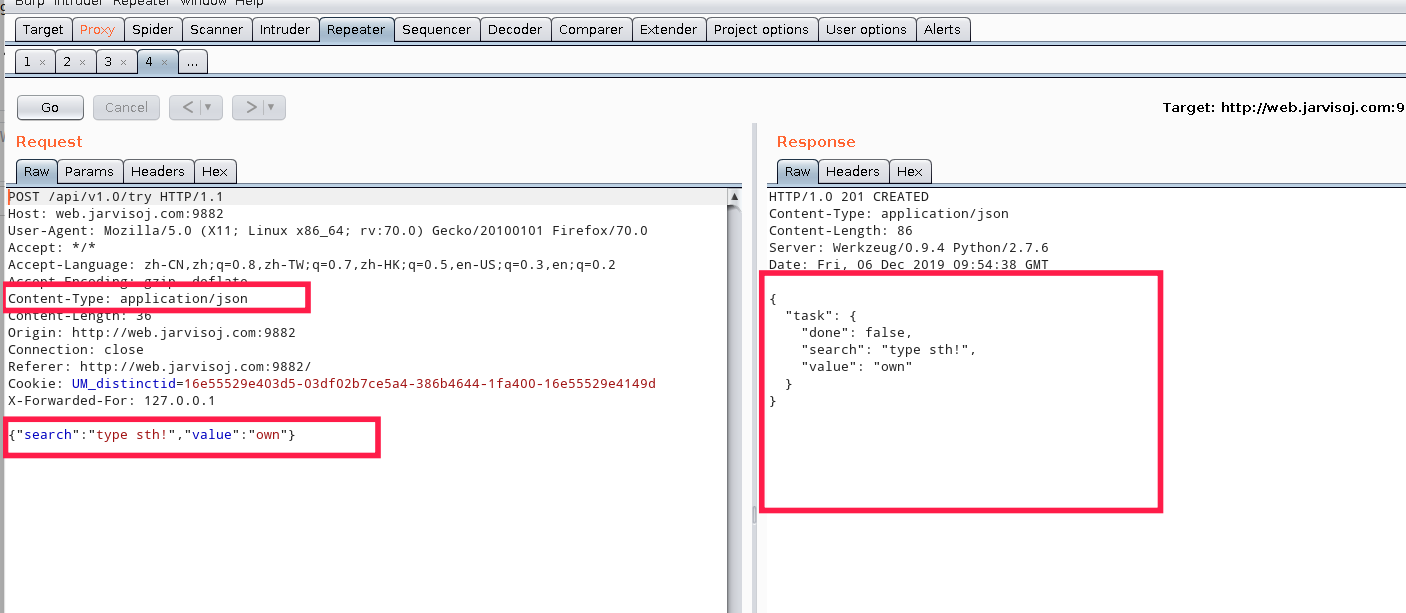 Burp Intruder Repeater Window Help
Target Proxy Spider Scanner Intruder Repeater Sequencer Decoder Comparer Extender Project options User options Alerts
1 × 2 × 3 × 4 × ...
Go Cancel < ▼ > ▼
Target: http://web.jarvisoj.com:9
Request
Raw Params Headers Hex
POST /api/v1.0/try HTTP/1.1
Host: web.jarvisoj.com:9882
User-Agent: Mozilla/5.0 (X11; Linux x86_64; rv:70.0) Gecko/20100101 Firefox/70.0
Accept: */*
Accept-Language: zh-CN,zh;q=0.8,zh-TW;q=0.7,zh-HK;q=0.5,en-US;q=0.3,en;q=0.2
Accept-Encoding: gzip, deflate
Content-Type: application/json
Content-Length: 36
Origin: http://web.jarvisoj.com:9882
Connection: close
Referer: http://web.jarvisoj.com:9882/
Cookie: UM_distinctid=16e55529e403d5-03df02b7ce5a4-386b4644-1fa400-16e55529e4149d
X-Forwarded-For: 127.0.0.1
{"search":"type sth!","value":"own"}
Response
Raw Headers Hex
HTTP/1.0 201 CREATED
Content-Type: application/json
Content-Length: 86
Server: Werkzeug/0.9.4 Python/2.7.6
Date: Fri, 06 Dec 2019 09:54:38 GMT
{
"task": {
"done": false,
"search": "type sth!",
"value": "own"
}
}